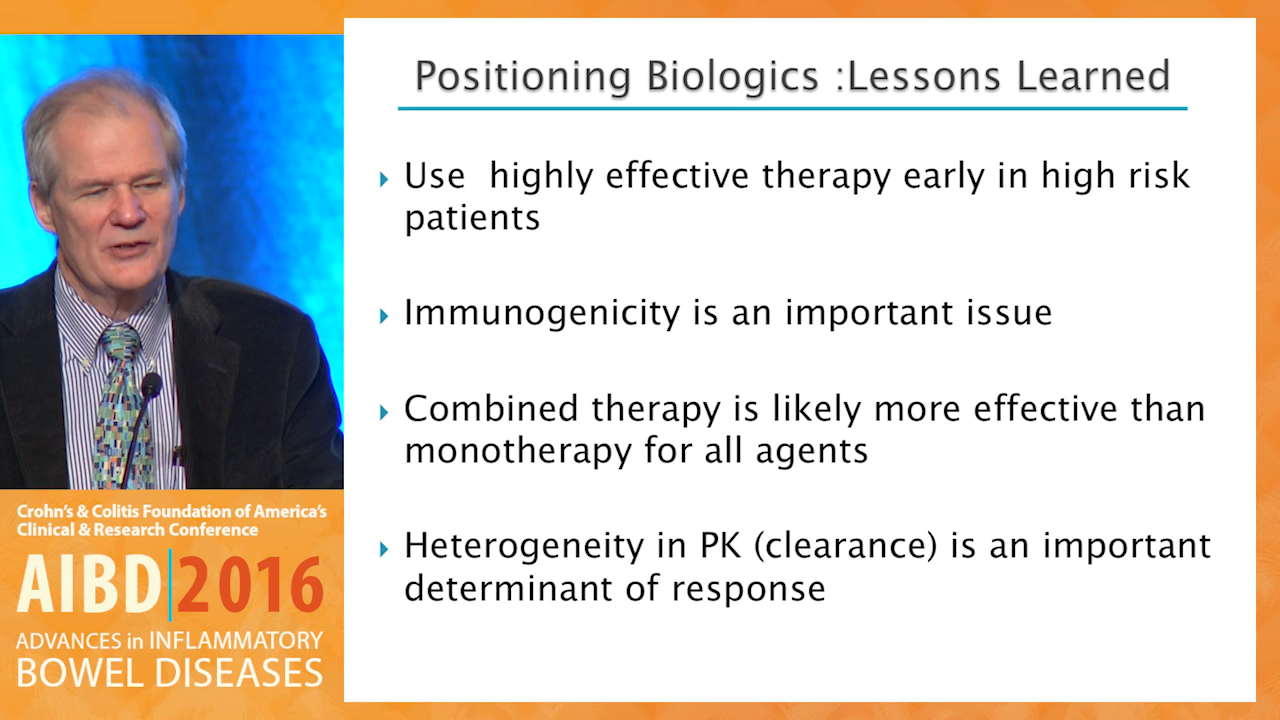 Positioning Biologics :Lessons Learned
Use highly effective therapy early in high risk
patients
Immunogenicity is an important issue
Combined therapy is likely more effective than
monotherapy for all agents
Heterogeneity in PK (clearance) is an important
determinant of response
Crohn's & Colitis Foundation of America's
Clinical & Research Conference
AIBD|2016
ADVANCES in INFLAMMATORY
BOWEL DISEASES